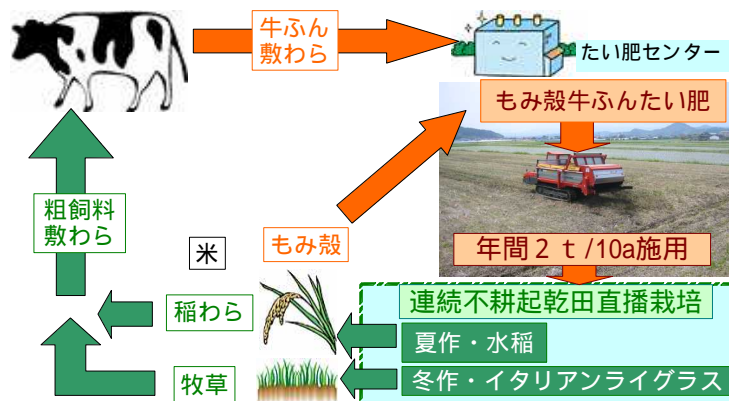 牛ふん
敷わら
たい肥センター
もみ殻牛ふんたい肥
粗飼料
敷わら
米
もみ殻
年間２ｔ/10a施用
連続不耕起乾田直播栽培
稲わら
夏作・水稲
牧草
冬作・イタリアンライグラス